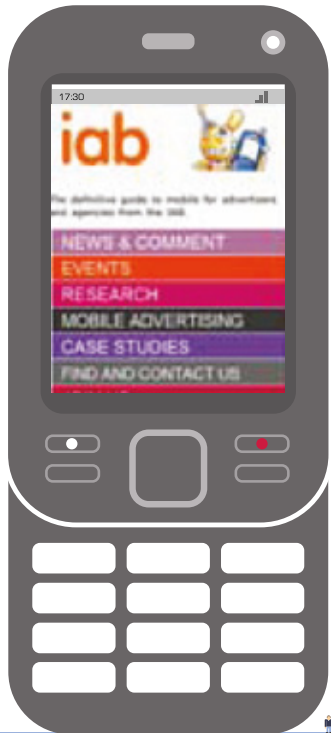 17:30
iab
The definitive guide to mobile for advertisers
and agencies from the IAB.
NEWS & COMMENT
EVENTS
RESEARCH
MOBILE ADVERTISING
CASE STUDIES
FIND AND CONTACT US